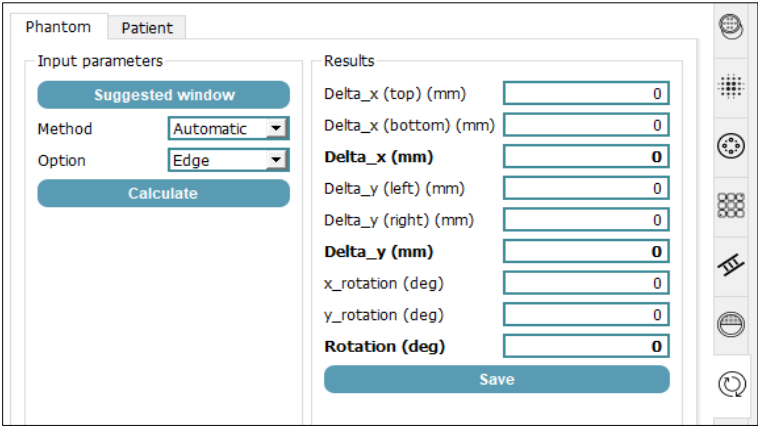 Phantom Patient
Input parameters
Suggested window
Method Automatic
Option Edge
Calculate
Results
Delta_x (top) (mm) 0
Delta_x (bottom) (mm) 0
Delta_x (mm) 0
Delta_y (left) (mm) 0
Delta_y (right) (mm) 0
Delta_y (mm) 0
x_rotation (deg) 0
y_rotation (deg) 0
Rotation (deg) 0
Save